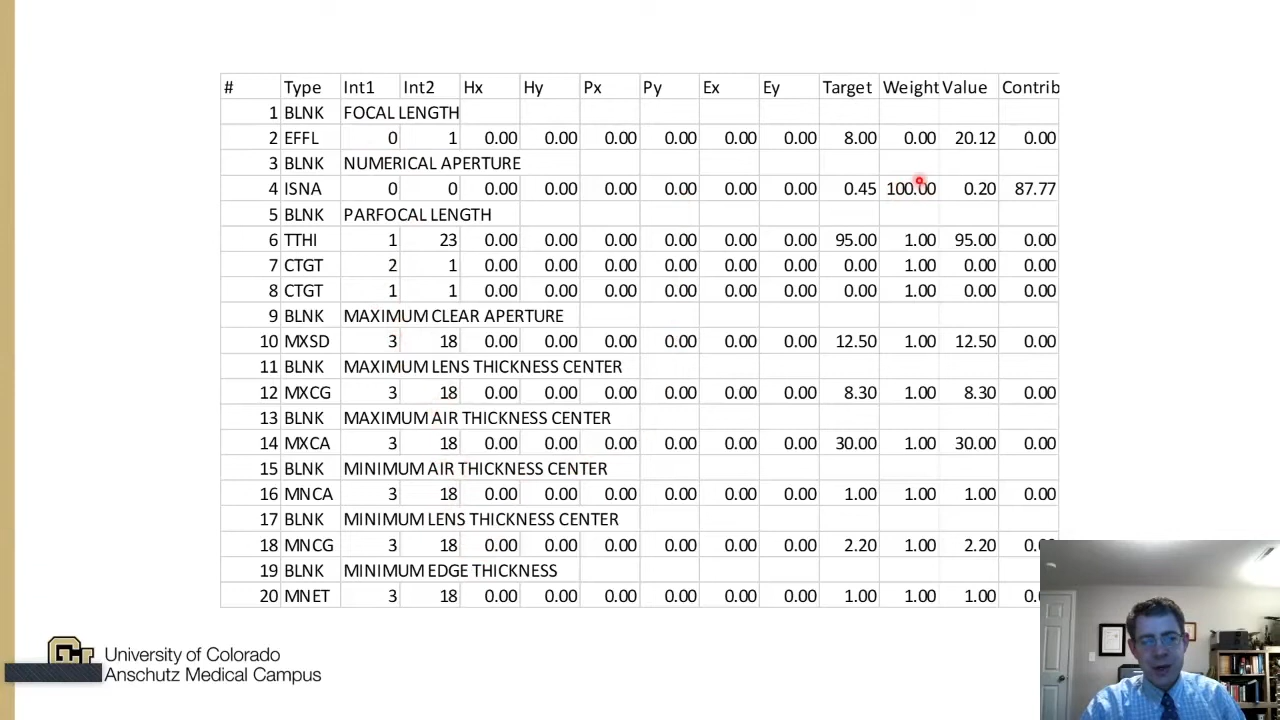 # Type Int1 Int2 Hx Hy Px Py Ex Ey Target Weight Value Contrib
1 BLNK FOCAL LENGTH
2 EFFL 0 1 0.00 0.00 0.00 0.00 0.00 0.00 8.00 0.00 20.12 0.00
3 BLNK NUMERICAL APERTURE
4 ISNA 0 0 0.00 0.00 0.00 0.00 0.00 0.00 0.45 100.00 0.20 87.77
5 BLNK PARFOCAL LENGTH
6 TTHI 1 23 0.00 0.00 0.00 0.00 0.00 0.00 95.00 1.00 95.00 0.00
7 CTGT 2 1 0.00 0.00 0.00 0.00 0.00 0.00 0.00 1.00 0.00 0.00
8 CTGT 1 1 0.00 0.00 0.00 0.00 0.00 0.00 0.00 1.00 0.00 0.00
9 BLNK MAXIMUM CLEAR APERTURE
10 MXSD 3 18 0.00 0.00 0.00 0.00 0.00 0.00 12.50 1.00 12.50 0.00
11 BLNK MAXIMUM LENS THICKNESS CENTER
12 MXCG 3 18 0.00 0.00 0.00 0.00 0.00 0.00 8.30 1.00 8.30 0.00
13 BLNK MAXIMUM AIR THICKNESS CENTER
14 MXCA 3 18 0.00 0.00 0.00 0.00 0.00 0.00 30.00 1.00 30.00 0.00
15 BLNK MINIMUM AIR THICKNESS CENTER
16 MNCA 3 18 0.00 0.00 0.00 0.00 0.00 0.00 1.00 1.00 1.00 0.00
17 BLNK MINIMUM LENS THICKNESS CENTER
18 MNCG 3 18 0.00 0.00 0.00 0.00 0.00 0.00 2.20 1.00 2.20
19 BLNK MINIMUM EDGE THICKNESS
20 MNET 3 18 0.00 0.00 0.00 0.00 0.00 0.00 1.00 1.00 1.00
University of Colorado
Anschutz Medical Campus